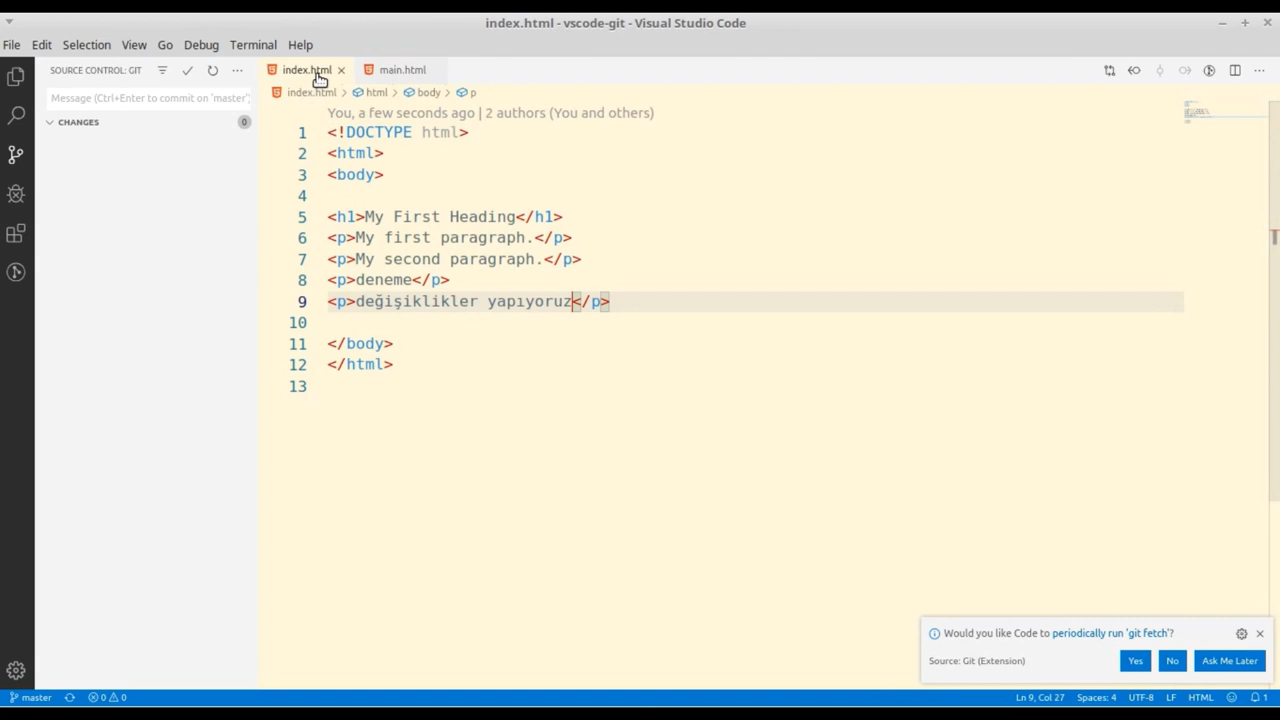 index.html - vscode-git - Visual Studio Code
File Edit Selection View Go Debug Terminal Help
SOURCE CONTROL: GIT
index.html
main.html
Message (Ctrl+Enter to commit on 'master')
index.html > html > body > p
CHANGES 0
You, a few seconds ago | 2 authors (You and others)
1 <!DOCTYPE html>
2 <html>
3 <body>
4
5 <h1>My First Heading</h1>
6 <p>My first paragraph.</p>
7 <p>My second paragraph.</p>
8 <p>deneme</p>
9 <p>değişiklikler yapıyoruz</p>
10
11 </body>
12 </html>
13
Would you like Code to periodically run 'git fetch'?
Source: Git (Extension) Yes No Ask Me Later
master 0 0 Ln 9, Col 27 Spaces: 4 UTF-8 LF HTML 1